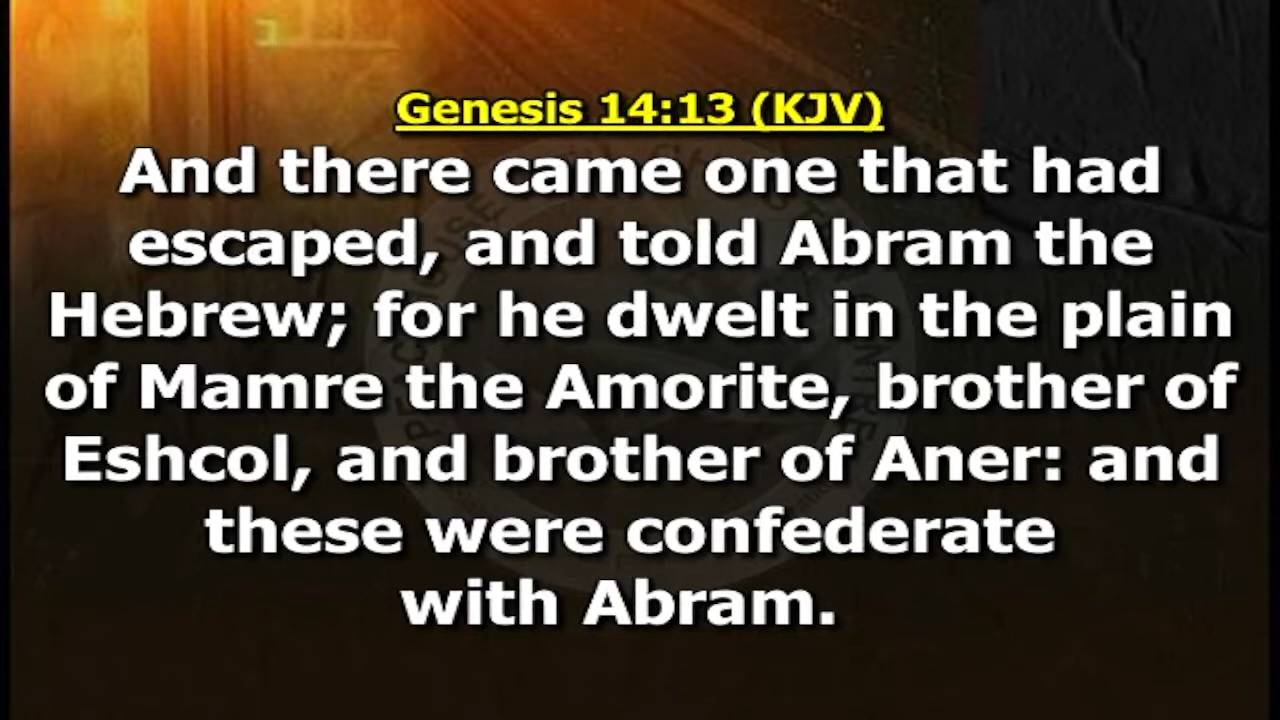 Genesis 14:13 (KJV)
And there came one that had
escaped, and told Abram the
Hebrew; for he dwelt in the plain
of Mamre the Amorite, brother of
Eshcol, and brother of Aner: and
these were confederate
with Abram.